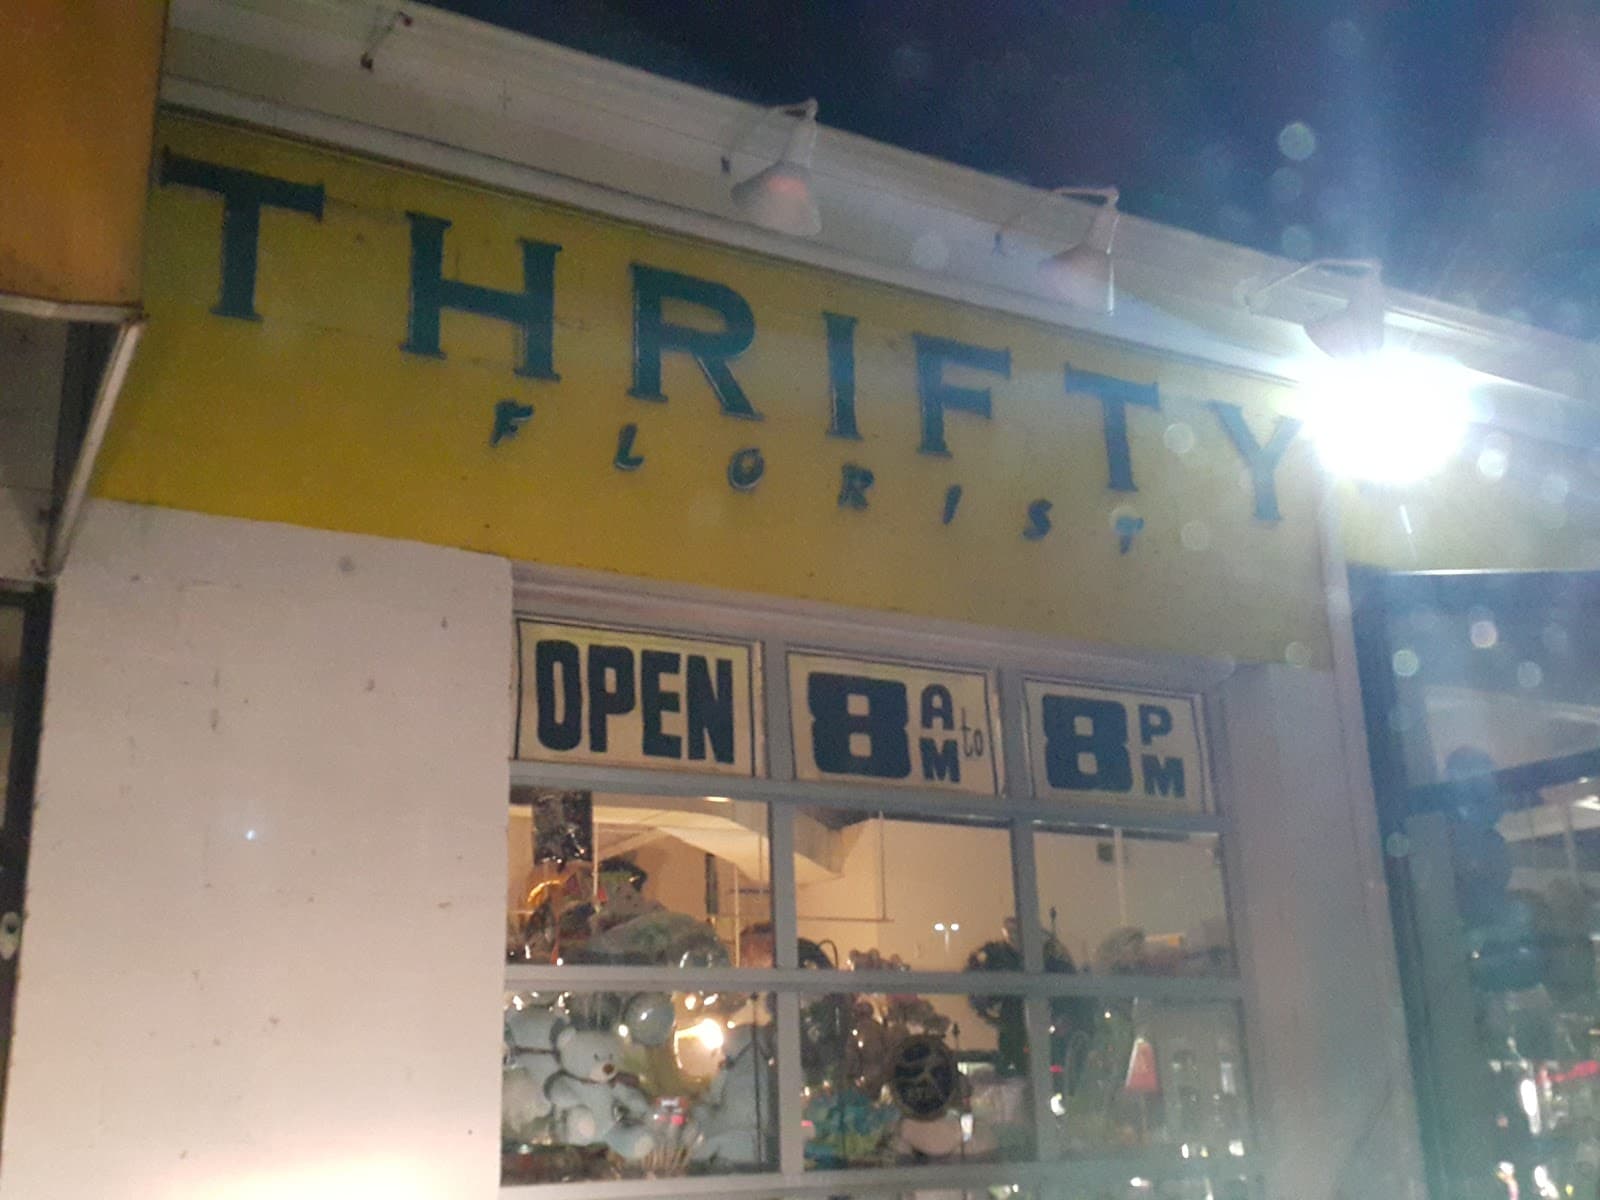 THRIFTY
FLORIST
OPEN 8 AM to 8 PM